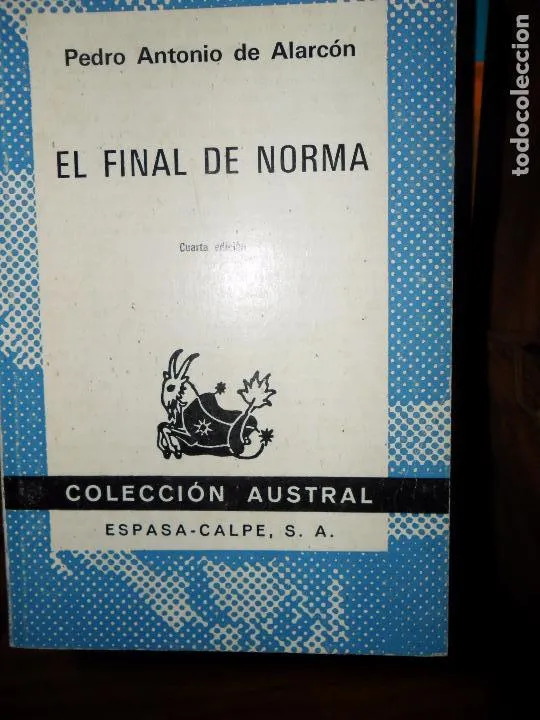 Pedro Antonio de Alarcón
EL FINAL DE NORMA
Cuarta edición
COLECCIÓN AUSTRAL
ESPASA-CALPE, S. A.
todocoleccion